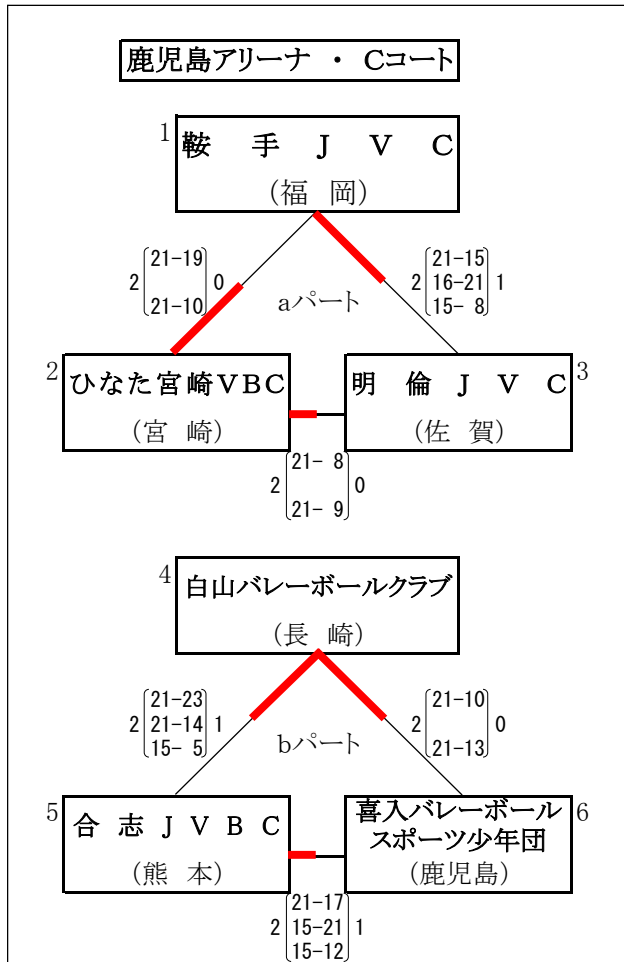 鹿児島アリーナ ・ Cコート
1
鞍 手 J V C
(福 岡)
2 21-19 21-10 0
2 21-15 16-21 15- 8 1
aパート
2
ひなた宮崎VBC
(宮 崎)
明 倫 J V C
(佐 賀)
3
2 21- 8 21- 9 0
4
白山バレーボールクラブ
(長 崎)
2 21-23 21-14 15- 5 1
2 21-10 21-13 0
bパート
5
合 志 J V B C
(熊 本)
喜入バレーボール
スポーツ少年団
(鹿児島)
6
2 21-17 15-21 15-12 1